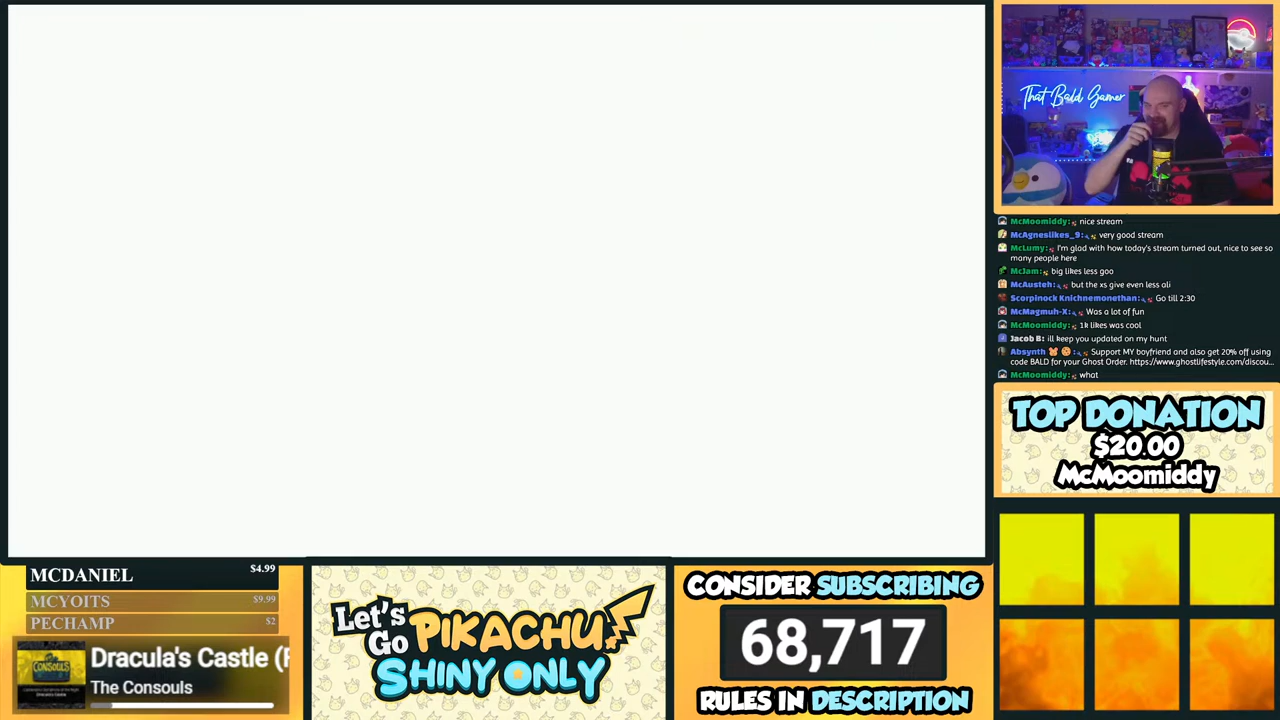 That Bald Gamer
McMoomiddy: nice stream
McAgneslikes_9: very good stream
McLumy: I'm glad with how today's stream turned out, nice to see so
many people here
McJam: big likes less goo
McAusteh: but the xs give even less ali
Scorpinock Knichnemonethan: Go till 2:30
McMagmuh-X: Was a lot of fun
McMoomiddy: 1k likes was cool
Jacob B: ill keep you updated on my hunt
Absynth: Support MY boyfriend and also get 20% off using
code BALD for your Ghost Order. https://www.ghostlifestyle.com/discou...
McMoomiddy: what
TOP DONATION
$20.00
McMoomiddy
MCDANIEL $4.99
MCYOITS $9.99
PECHAMP $2
CONSOULS
Dracula's Castle (F
The Consouls
Let's
Go PIKACHU
SHINY ONLY
CONSIDER SUBSCRIBING
68,717
RULES IN DESCRIPTION